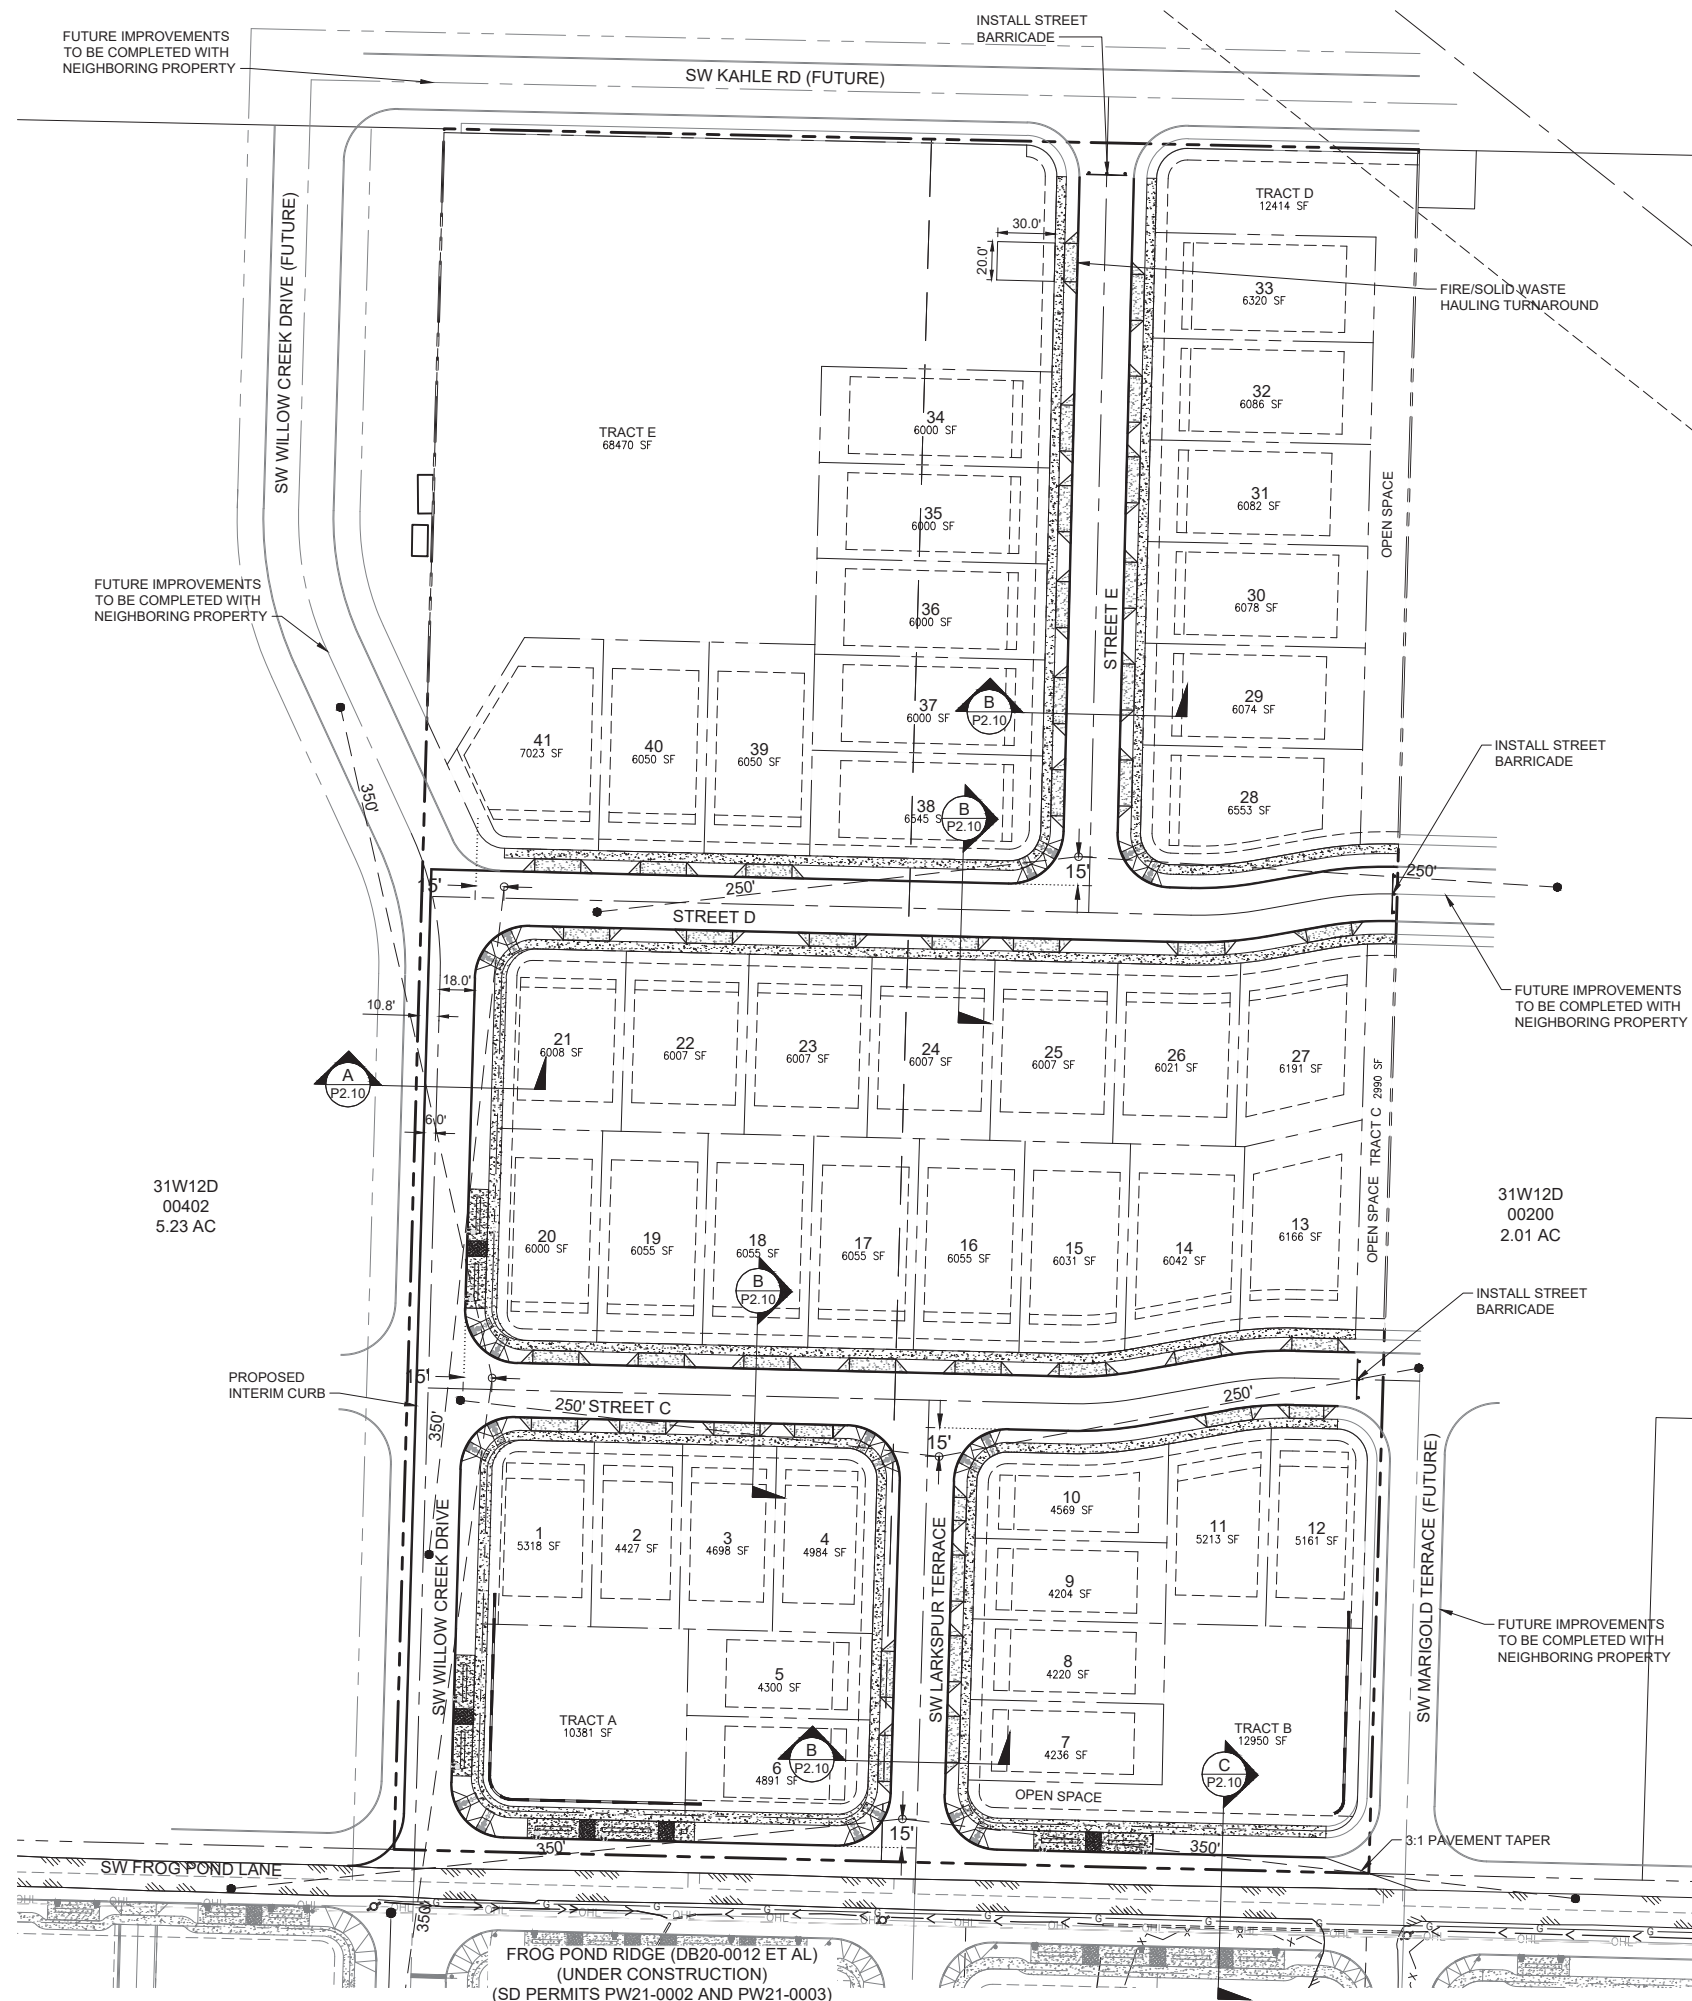 INSTALL STREET
BARRICADE
FUTURE IMPROVEMENTS
TO BE COMPLETED WITH
NEIGHBORING PROPERTY
SW KAHLE RD (FUTURE)
SW WILLOW CREEK DRIVE (FUTURE)
TRACT D
12414 SF
30.0'
20.0'
33
6320 SF
FIRE/SOLID WASTE
HAULING TURNAROUND
32
6086 SF
34
6000 SF
TRACT E
68470 SF
31
6082 SF
OPEN SPACE
35
6000 SF
FUTURE IMPROVEMENTS
TO BE COMPLETED WITH
NEIGHBORING PROPERTY
36
6000 SF
STREET E
30
6078 SF
37
6000 SF
B
P2.10
29
6074 SF
41
7023 SF
40
6050 SF
39
6050 SF
INSTALL STREET
BARRICADE
350'
38
6545 S
B
P2.10
28
6553 SF
15'
250'
15'
250'
STREET D
18.0'
10.8'
FUTURE IMPROVEMENTS
TO BE COMPLETED WITH
NEIGHBORING PROPERTY
21
6008 SF
22
6007 SF
23
6007 SF
24
6007 SF
25
6007 SF
26
6021 SF
27
6191 SF
A
P2.10
6.0'
OPEN SPACE TRACT C 2990 SF
31W12D
00402
5.23 AC
31W12D
00200
2.01 AC
20
6000 SF
19
6055 SF
18
6055 SF
17
6055 SF
16
6055 SF
15
6031 SF
14
6042 SF
13
6166 SF
B
P2.10
INSTALL STREET
BARRICADE
PROPOSED
INTERIM CURB
15'
350'
250'
STREET C
250'
15'
SW WILLOW CREEK DRIVE
1
5318 SF
2
4427 SF
3
4698 SF
4
4984 SF
SW LARKSPUR TERRACE
10
4569 SF
11
5213 SF
12
5161 SF
SW MARIGOLD TERRACE (FUTURE)
9
4204 SF
FUTURE IMPROVEMENTS
TO BE COMPLETED WITH
NEIGHBORING PROPERTY
5
4300 SF
8
4220 SF
TRACT A
10381 SF
6
4891 SF
B
P2.10
7
4236 SF
TRACT B
12950 SF
C
P2.10
OPEN SPACE
15'
350'
350'
3:1 PAVEMENT TAPER
SW FROG POND LANE
350'
OHL
OHL
OHL
OHL
G
G
G
G
G
OHL
OHL
OHL
OHL
FROG POND RIDGE (DB20-0012 ET AL)
(UNDER CONSTRUCTION)
(SD PERMITS PW21-0002 AND PW21-0003)